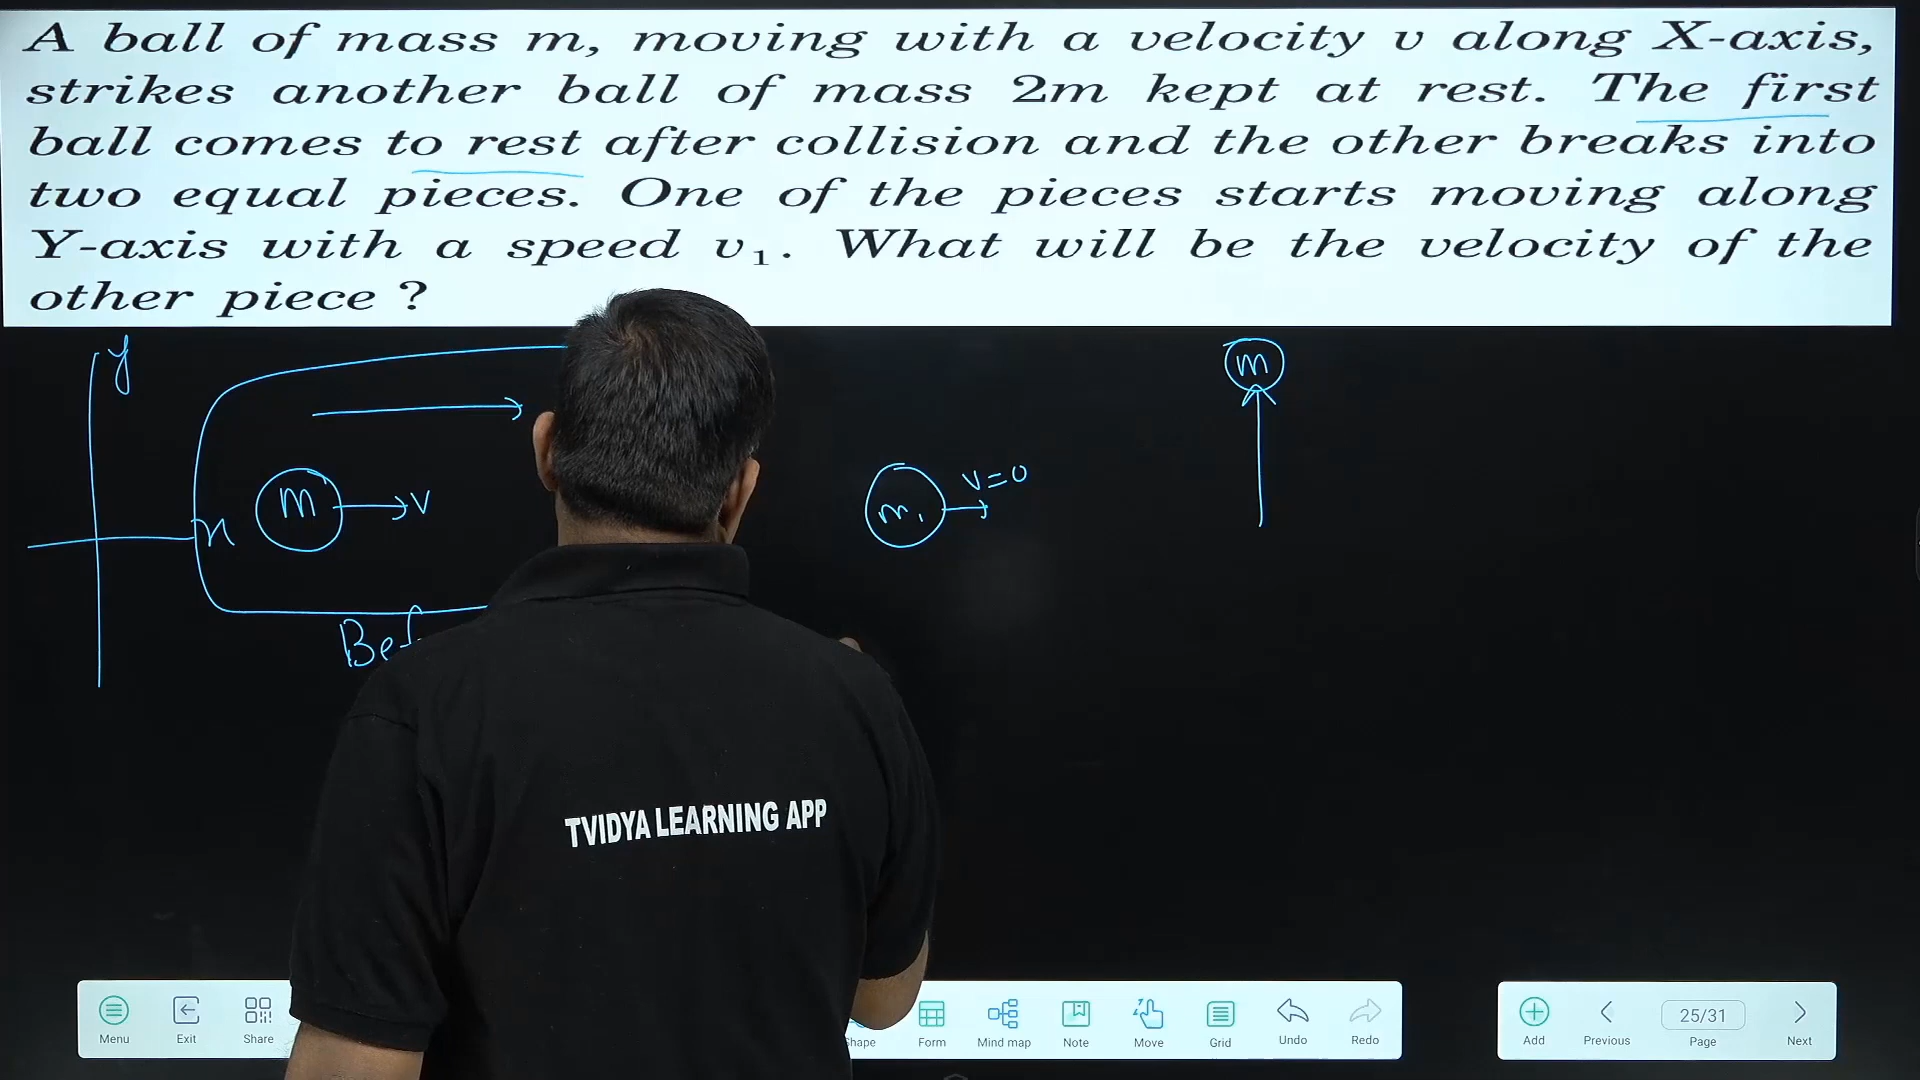 A ball of mass m, moving with a velocity v along X-axis,
strikes another ball of mass 2m kept at rest. The first
ball comes to rest after collision and the other breaks into
two equal pieces. One of the pieces starts moving along
Y-axis with a speed v₁. What will be the velocity of the
other piece ?
y
m
m v=0
m v
m,
x
Bef
TVIDYA LEARNING APP
Menu Exit Share Shape Form Mind map Note Move Grid Undo Redo
Add Previous 25/31 Page Next